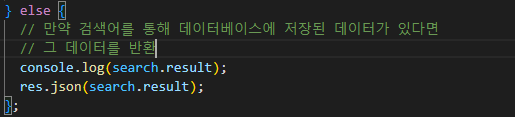 } else {
// 만약 검색어를 통해 데이터베이스에 저장된 데이터가 있다면
// 그 데이터를 반환
console.log(search.result);
res.json(search.result);
};